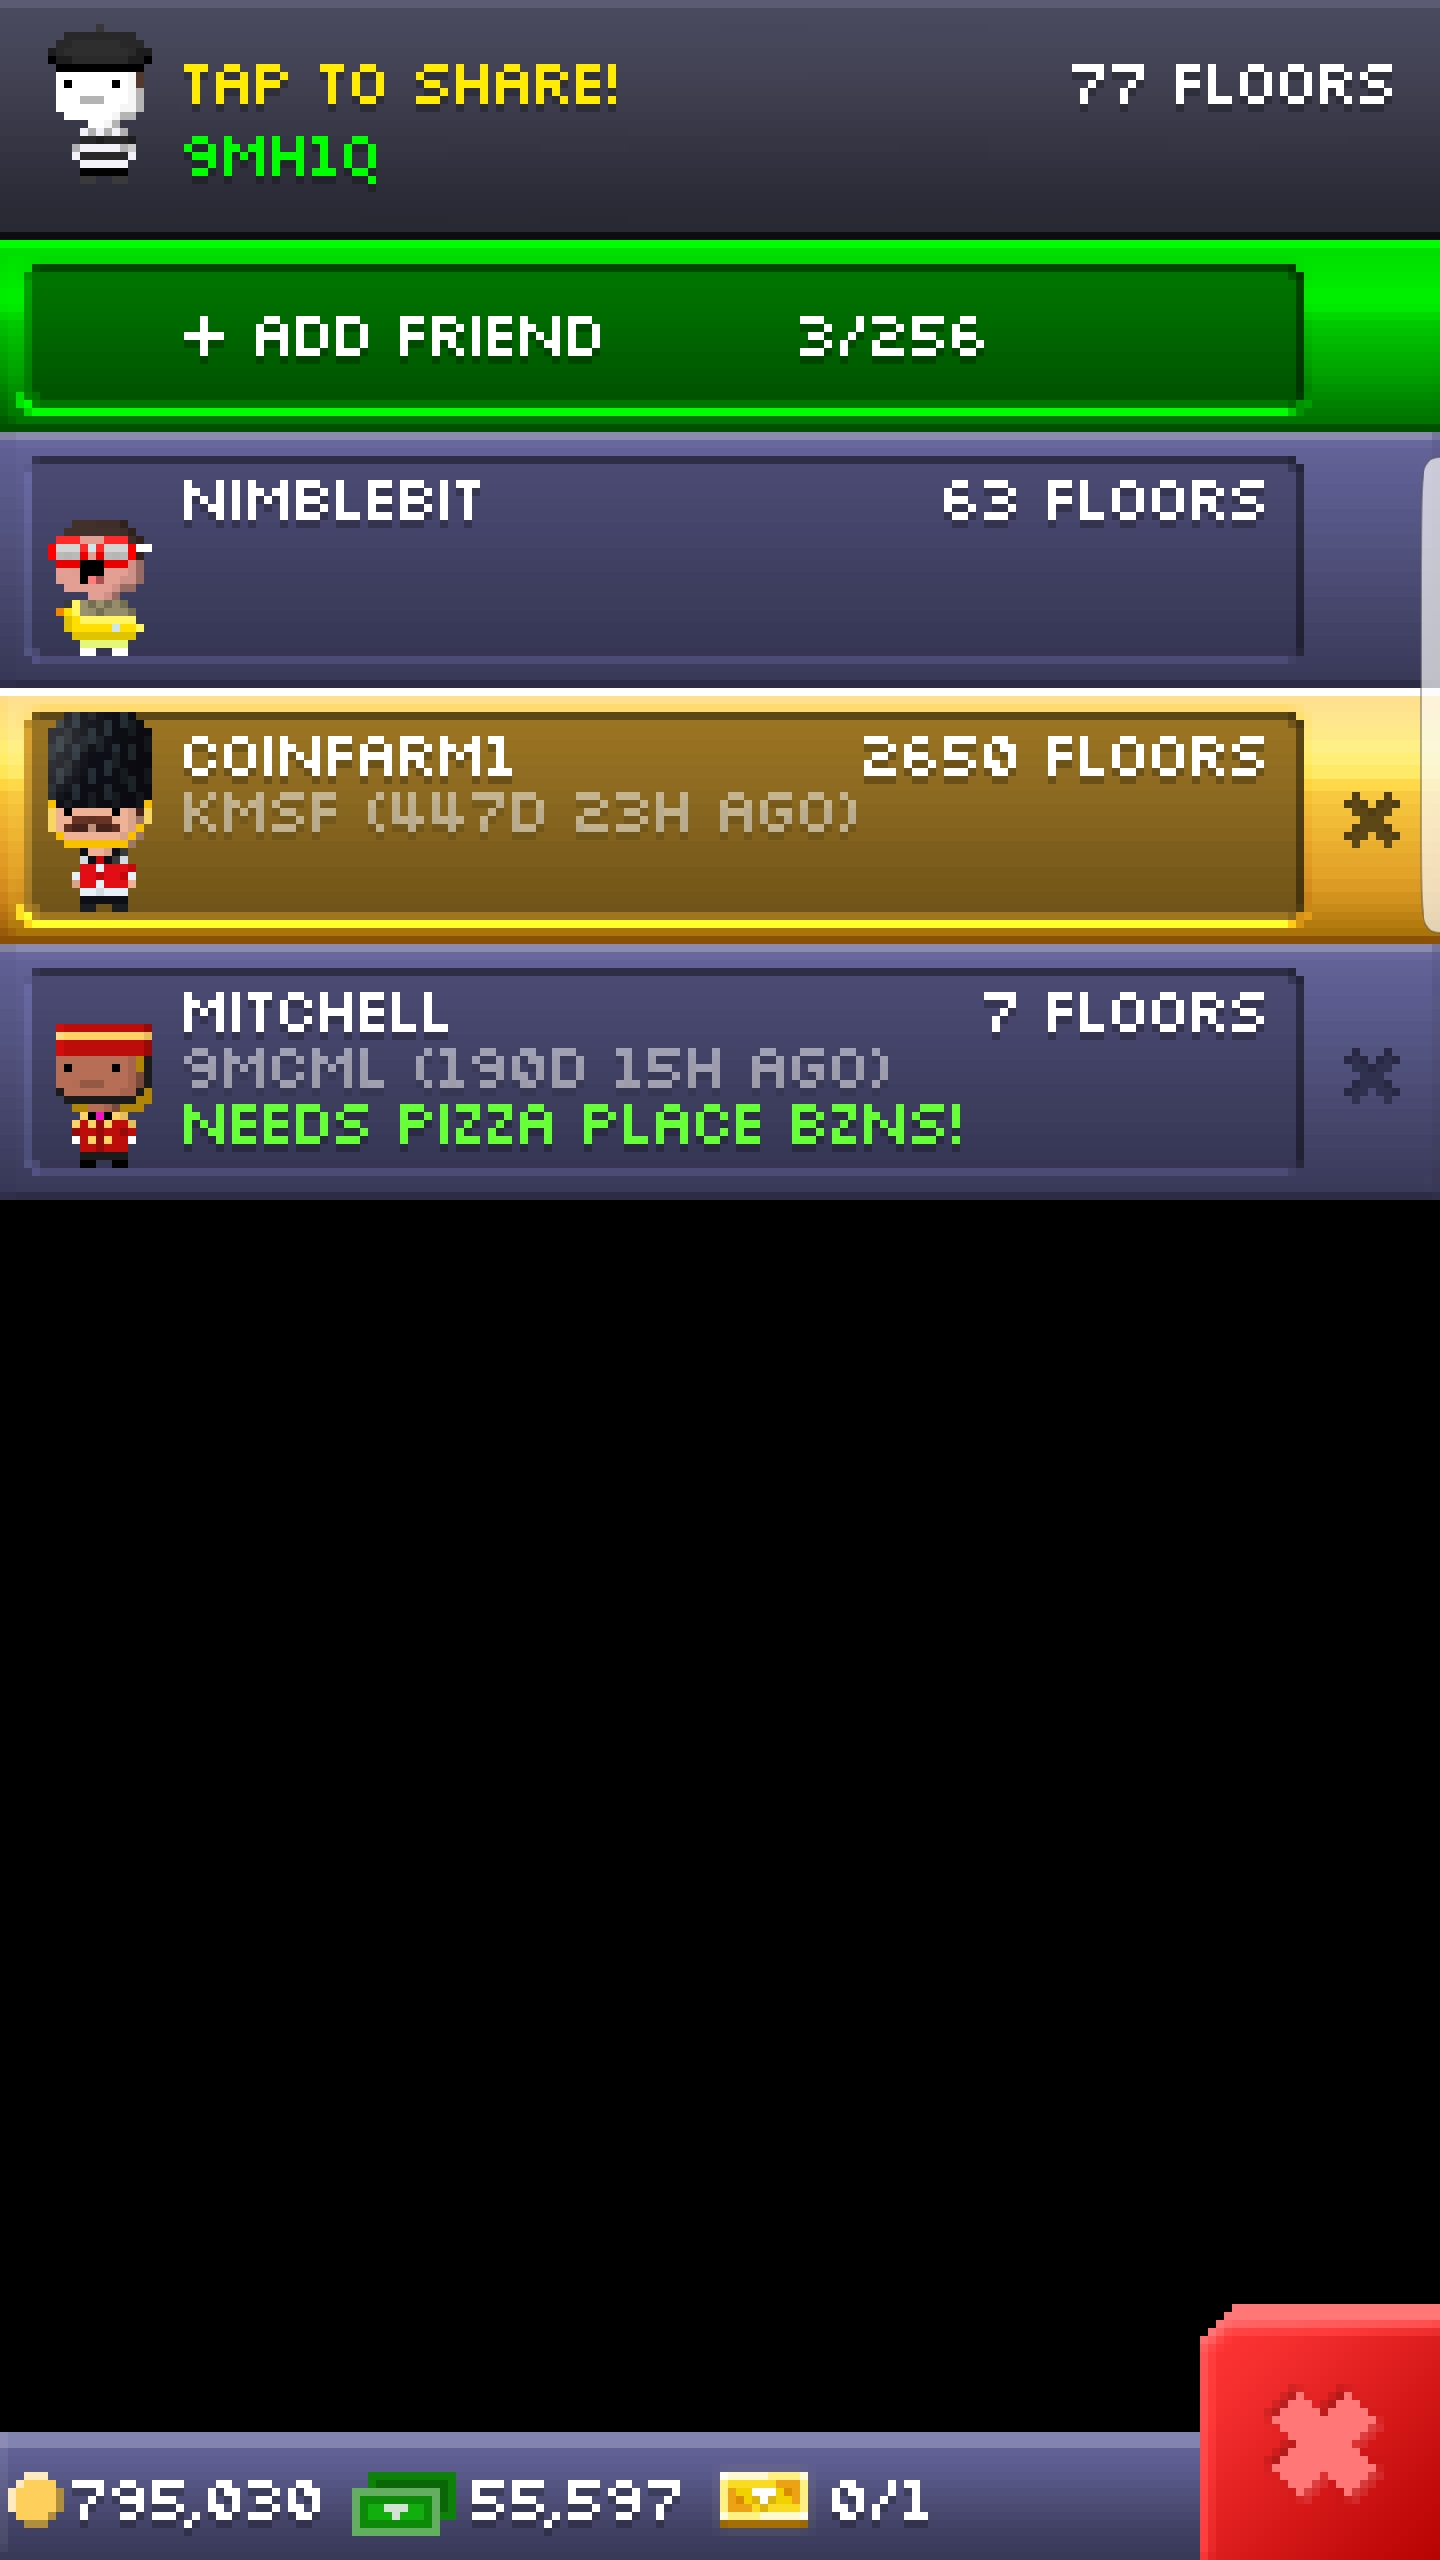 TAP TO SHARE! 77 FLOORS
9MH1Q
+ ADD FRIEND 3/256
NIMBLEBIT 63 FLOORS
COINFARM1 2650 FLOORS
KMSF (447D 23H AGO)
MITCHELL 7 FLOORS
9MCML (190D 15H AGO)
NEEDS PIZZA PLACE BZNS!
795,030 55,597 0/1